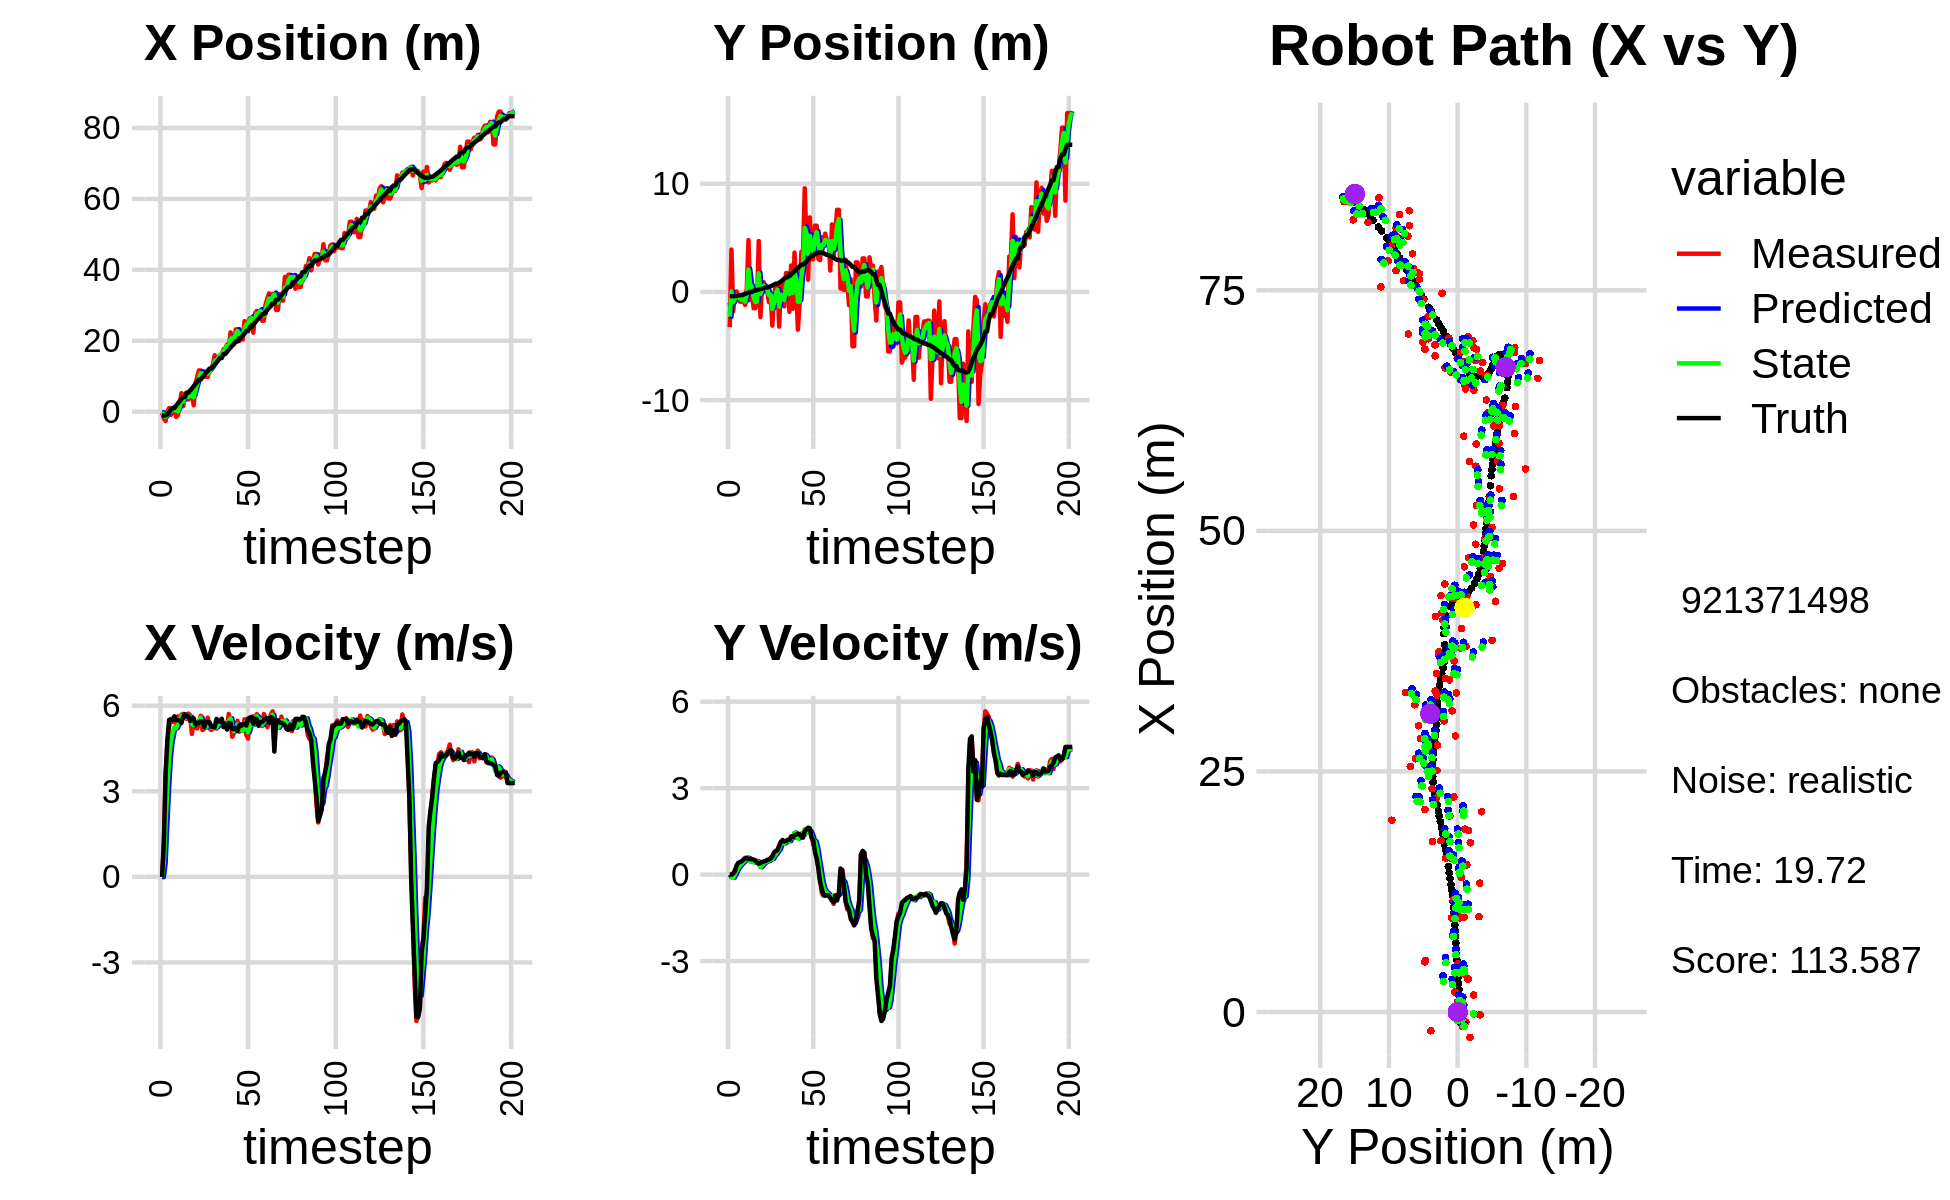 X Position (m)
80
60
40
20
0
0
50
100
150
200
timestep
Y Position (m)
10
0
-10
0
50
100
150
200
timestep
X Velocity (m/s)
6
3
0
-3
0
50
100
150
200
timestep
Y Velocity (m/s)
6
3
0
-3
0
50
100
150
200
timestep
Robot Path (X vs Y)
X Position (m)
75
50
25
0
20 10 0 -10 -20
Y Position (m)
variable
Measured
Predicted
State
Truth
921371498
Obstacles: none
Noise: realistic
Time: 19.72
Score: 113.587